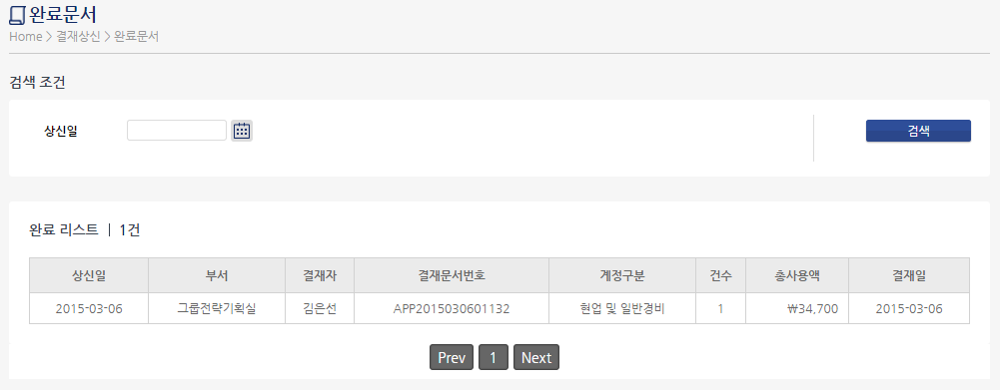 완료문서
Home > 결재상신 > 완료문서
검색 조건
상신일
검색
완료 리스트 | 1건
상신일 부서 결재자 결재문서번호 계정구분 건수 총사용액 결재일
2015-03-06 그룹전략기획실 김은선 APP2015030601132 현업 및 일반경비 1 ₩34,700 2015-03-06
Prev 1 Next